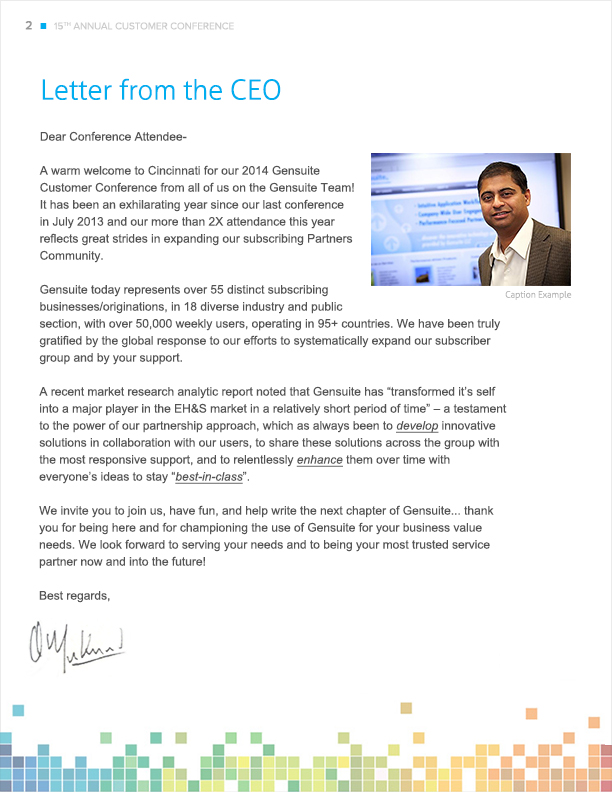 2 15TH ANNUAL CUSTOMER CONFERENCE
Letter from the CEO
Dear Conference Attendee-
A warm welcome to Cincinnati for our 2014 Gensuite
Customer Conference from all of us on the Gensuite Team!
It has been an exhilarating year since our last conference
in July 2013 and our more than 2X attendance this year
reflects great strides in expanding our subscribing Partners
Community.
Intuitive Application Workfl
Company-Wide User Engage
Performance-Focused Partne
Caption Example
Gensuite today represents over 55 distinct subscribing
businesses/originations, in 18 diverse industry and public
section, with over 50,000 weekly users, operating in 95+ countries. We have been truly
gratified by the global response to our efforts to systematically expand our subscriber
group and by your support.
A recent market research analytic report noted that Gensuite has “transformed it’s self
into a major player in the EH&S market in a relatively short period of time” – a testament
to the power of our partnership approach, which as always been to develop innovative
solutions in collaboration with our users, to share these solutions across the group with
the most responsive support, and to relentlessly enhance them over time with
everyone’s ideas to stay “best-in-class”.
We invite you to join us, have fun, and help write the next chapter of Gensuite... thank
you for being here and for championing the use of Gensuite for your business value
needs. We look forward to serving your needs and to being your most trusted service
partner now and into the future!
Best regards,